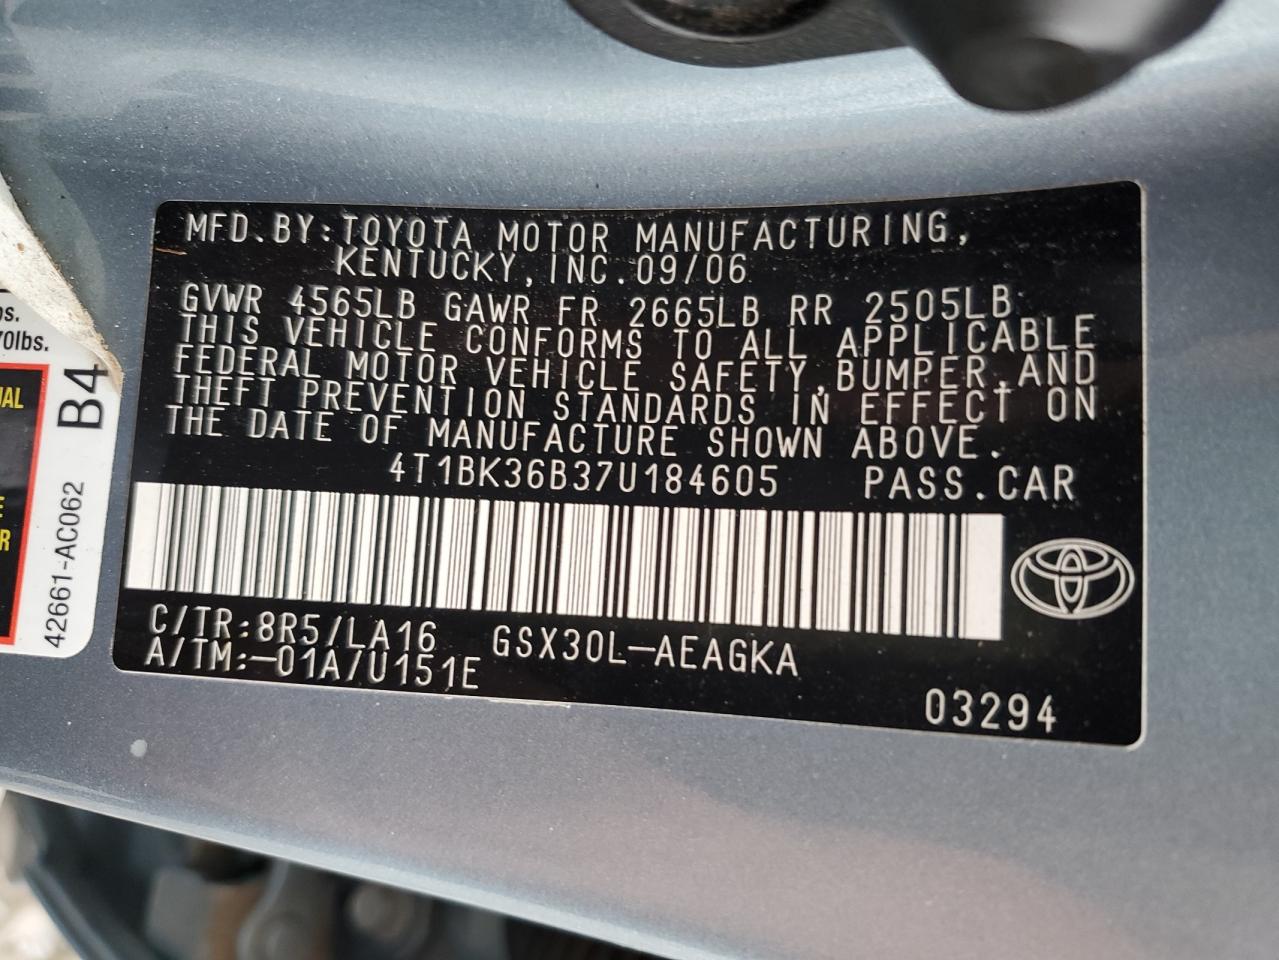 MFD.BY:TOYOTA MOTOR MANUFACTURING,
KENTUCKY,INC.09/06
GVWR 4565LB GAWR FR 2665LB RR 2505LB
THIS VEHICLE CONFORMS TO ALL APPLICABLE
FEDERAL MOTOR VEHICLE SAFETY,BUMPER,AND
THEFT PREVENTION STANDARDS IN EFFECT ON
THE DATE OF MANUFACTURE SHOWN ABOVE.
4T1BK36B37U184605 PASS.CAR
C/TR:8R5/LA16 GSX30L-AEAGKA
A/TM:-01A/U151E
03294
B4
42661-AC062